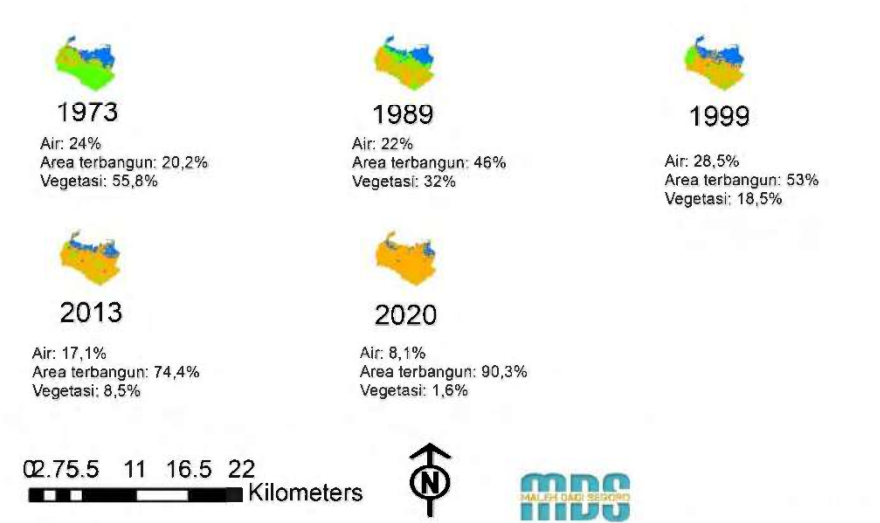 1973
Air: 24%
Area terbangun: 20,2%
Vegetasi: 55,8%
1989
Air: 22%
Area terbangun: 46%
Vegetasi: 32%
1999
Air: 28,5%
Area terbangun: 53%
Vegetasi: 18,5%
2013
Air: 17,1%
Area terbangun: 74,4%
Vegetasi: 8,5%
2020
Air: 8,1%
Area terbangun: 90,3%
Vegetasi: 1,6%
02.75.5 11 16.5 22
Kilometers
N
MDS
MALEH DADI SEGORO